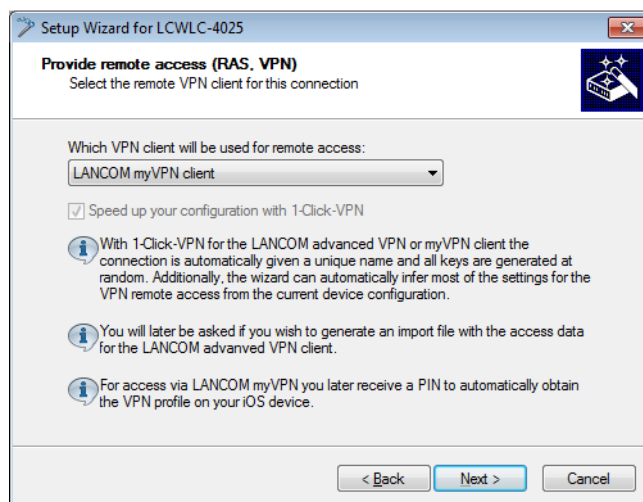 Setup Wizard for LCWLC-4025
Provide remote access (RAS, VPN)
Select the remote VPN client for this connection
Which VPN client will be used for remote access:
LANCOM myVPN client
Speed up your configuration with 1-Click-VPN
With 1-Click-VPN for the LANCOM advanced VPN or myVPN client the
connection is automatically given a unique name and all keys are generated at
random. Additionally, the wizard can automatically infer most of the settings for the
VPN remote access from the current device configuration.
You will later be asked if you wish to generate an import file with the access data
for the LANCOM advanved VPN client.
For access via LANCOM myVPN you later receive a PIN to automatically obtain
the VPN profile on your iOS device.
< Back
Next >
Cancel